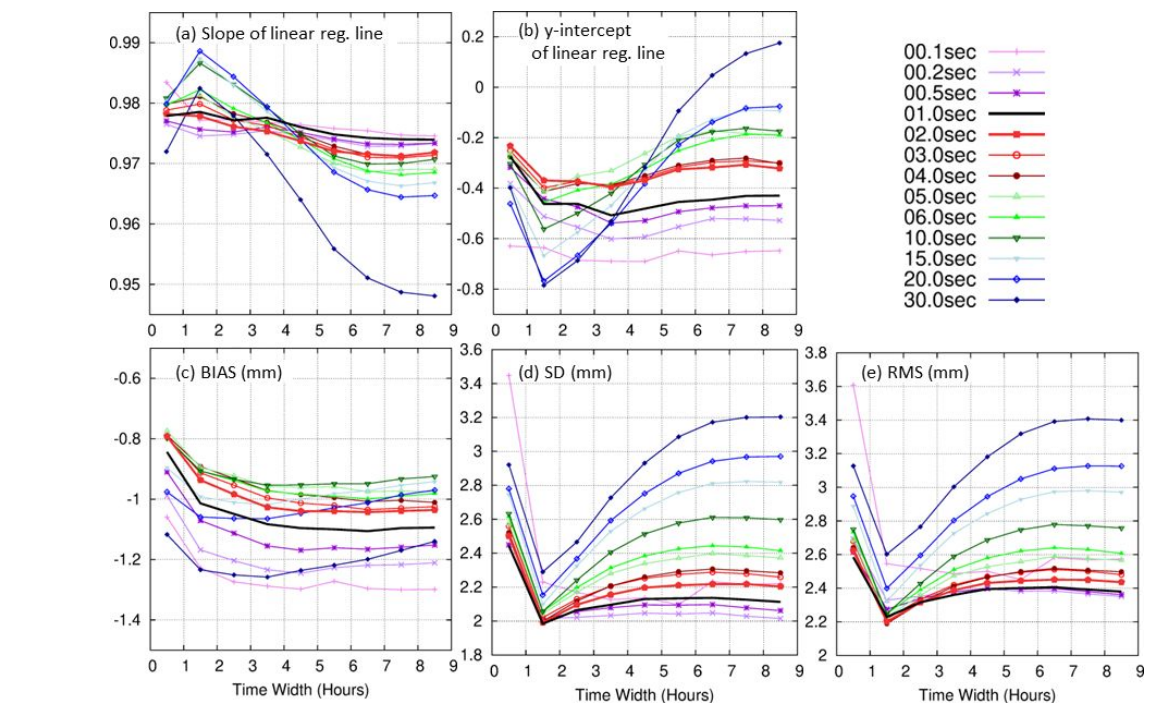 (a) Slope of linear reg. line
0.99
0.98
0.97
0.96
0.95
0 1 2 3 4 5 6 7 8 9
(b) y-intercept
of linear reg. line
0.2
0
-0.2
-0.4
-0.6
-0.8
0 1 2 3 4 5 6 7 8 9
00.1sec
00.2sec
00.5sec
01.0sec
02.0sec
03.0sec
04.0sec
05.0sec
06.0sec
10.0sec
15.0sec
20.0sec
30.0sec
(c) BIAS (mm)
-0.6
-0.8
-1
-1.2
-1.4
0 1 2 3 4 5 6 7 8 9
Time Width (Hours)
(d) SD (mm)
3.6
3.4
3.2
3
2.8
2.6
2.4
2.2
2
1.8
0 1 2 3 4 5 6 7 8 9
Time Width (Hours)
(e) RMS (mm)
3.8
3.6
3.4
3.2
3
2.8
2.6
2.4
2.2
2
0 1 2 3 4 5 6 7 8 9
Time Width (Hours)